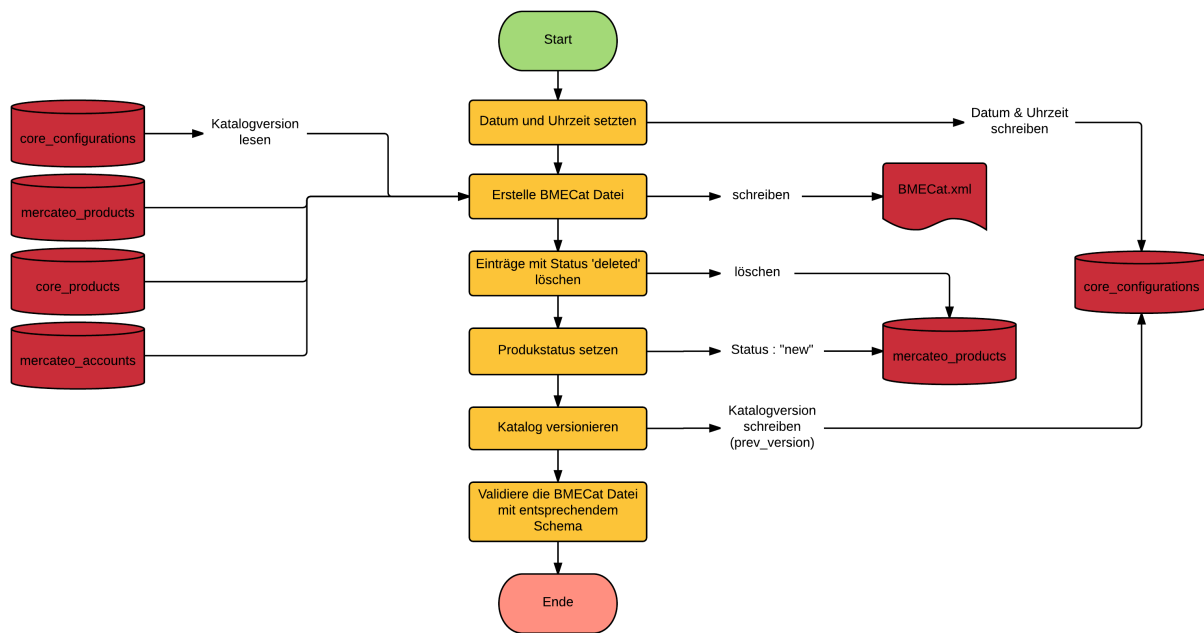 Start
Datum und Uhrzeit setzten
Datum & Uhrzeit
schreiben
core_configurations
Katalogversion
lesen
mercateo_products
core_products
mercateo_accounts
Erstelle BMECat Datei
schreiben
BMECat.xml
Einträge mit Status 'deleted'
löschen
löschen
core_configurations
Produkstatus setzen
Status : "new"
mercateo_products
Katalog versionieren
Katalogversion
schreiben
(prev_version)
Validiere die BMECat Datei
mit entsprechendem
Schema
Ende